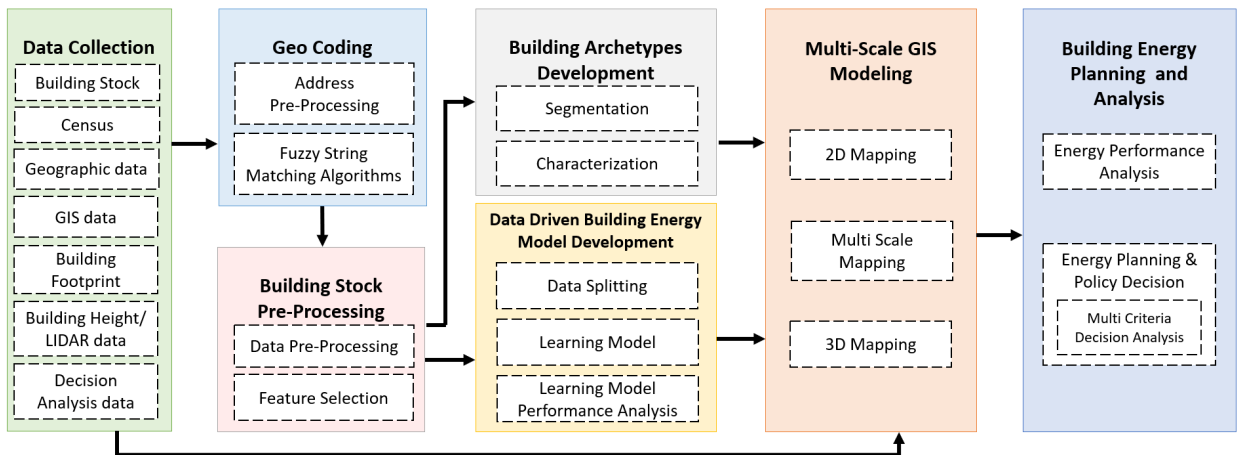 Data Collection
Building Stock
Census
Geographic data
GIS data
Building
Footprint
Building Height/
LIDAR data
Decision
Analysis data
Geo Coding
Address
Pre-Processing
Fuzzy String
Matching Algorithms
Building Stock
Pre-Processing
Data Pre-Processing
Feature Selection
Building Archetypes
Development
Segmentation
Characterization
Data Driven Building Energy
Model Development
Data Splitting
Learning Model
Learning Model
Performance Analysis
Multi-Scale GIS
Modeling
2D Mapping
Multi Scale
Mapping
3D Mapping
Building Energy
Planning and
Analysis
Energy Performance
Analysis
Energy Planning &
Policy Decision
Multi Criteria
Decision Analysis